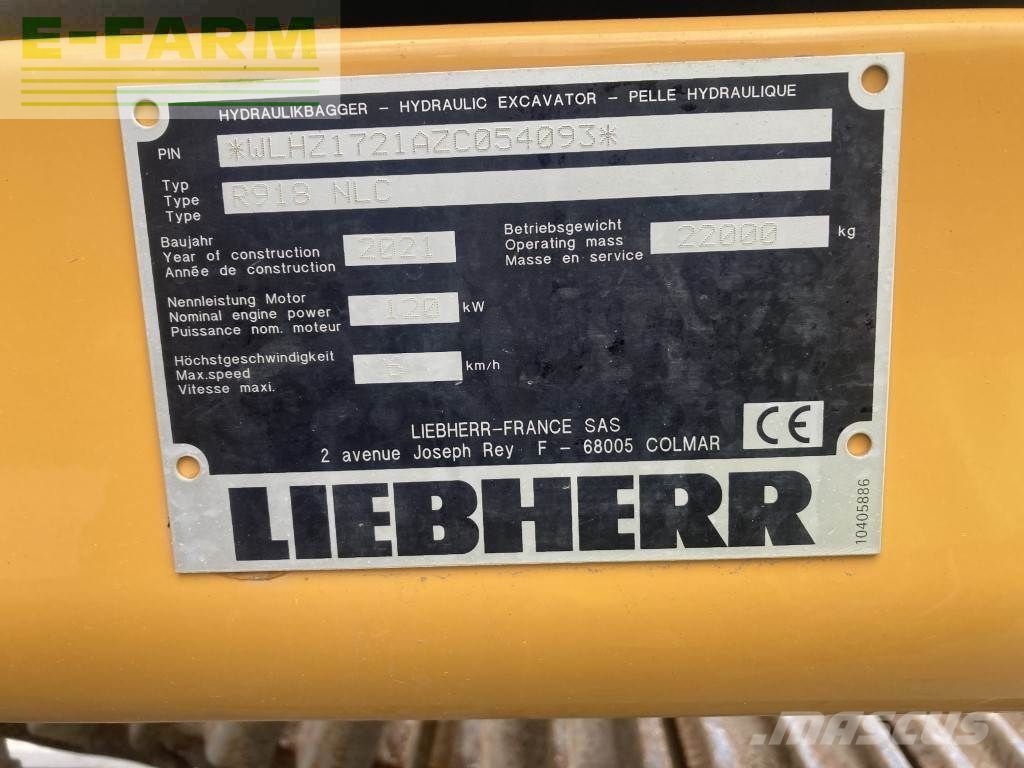 E-FARM
HYDRAULIKBAGGER - HYDRAULIC EXCAVATOR - PELLE HYDRAULIQUE
PIN *WLHZ1721AZC054093*
Typ
Type
Type
R918 NLC
Baujahr
Year of construction
Année de construction
2021
Betriebsgewicht
Operating mass
Masse en service
22000 kg
Nennleistung Motor
Nominal engine power
Puissance nom. moteur
120 kW
Höchstgeschwindigkeit
Max.speed
Vitesse maxi.
km/h
LIEBHERR-FRANCE SAS
2 avenue Joseph Rey F - 68005 COLMAR
CE
LIEBHERR
10405886
MASCUS